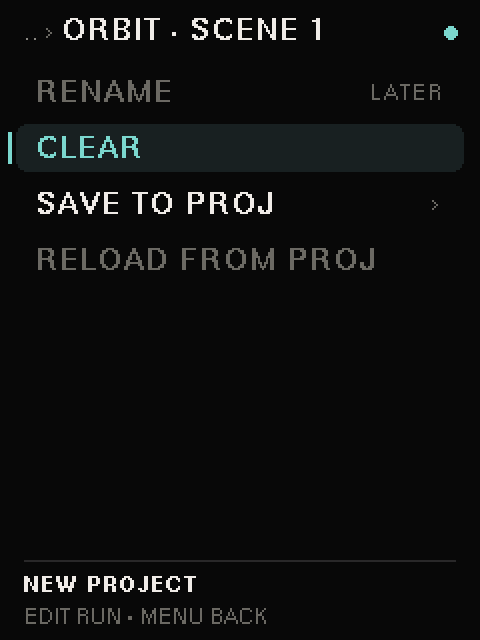 ..› ORBIT · SCENE 1
RENAME LATER
CLEAR
SAVE TO PROJ ›
RELOAD FROM PROJ
NEW PROJECT
EDIT RUN · MENU BACK